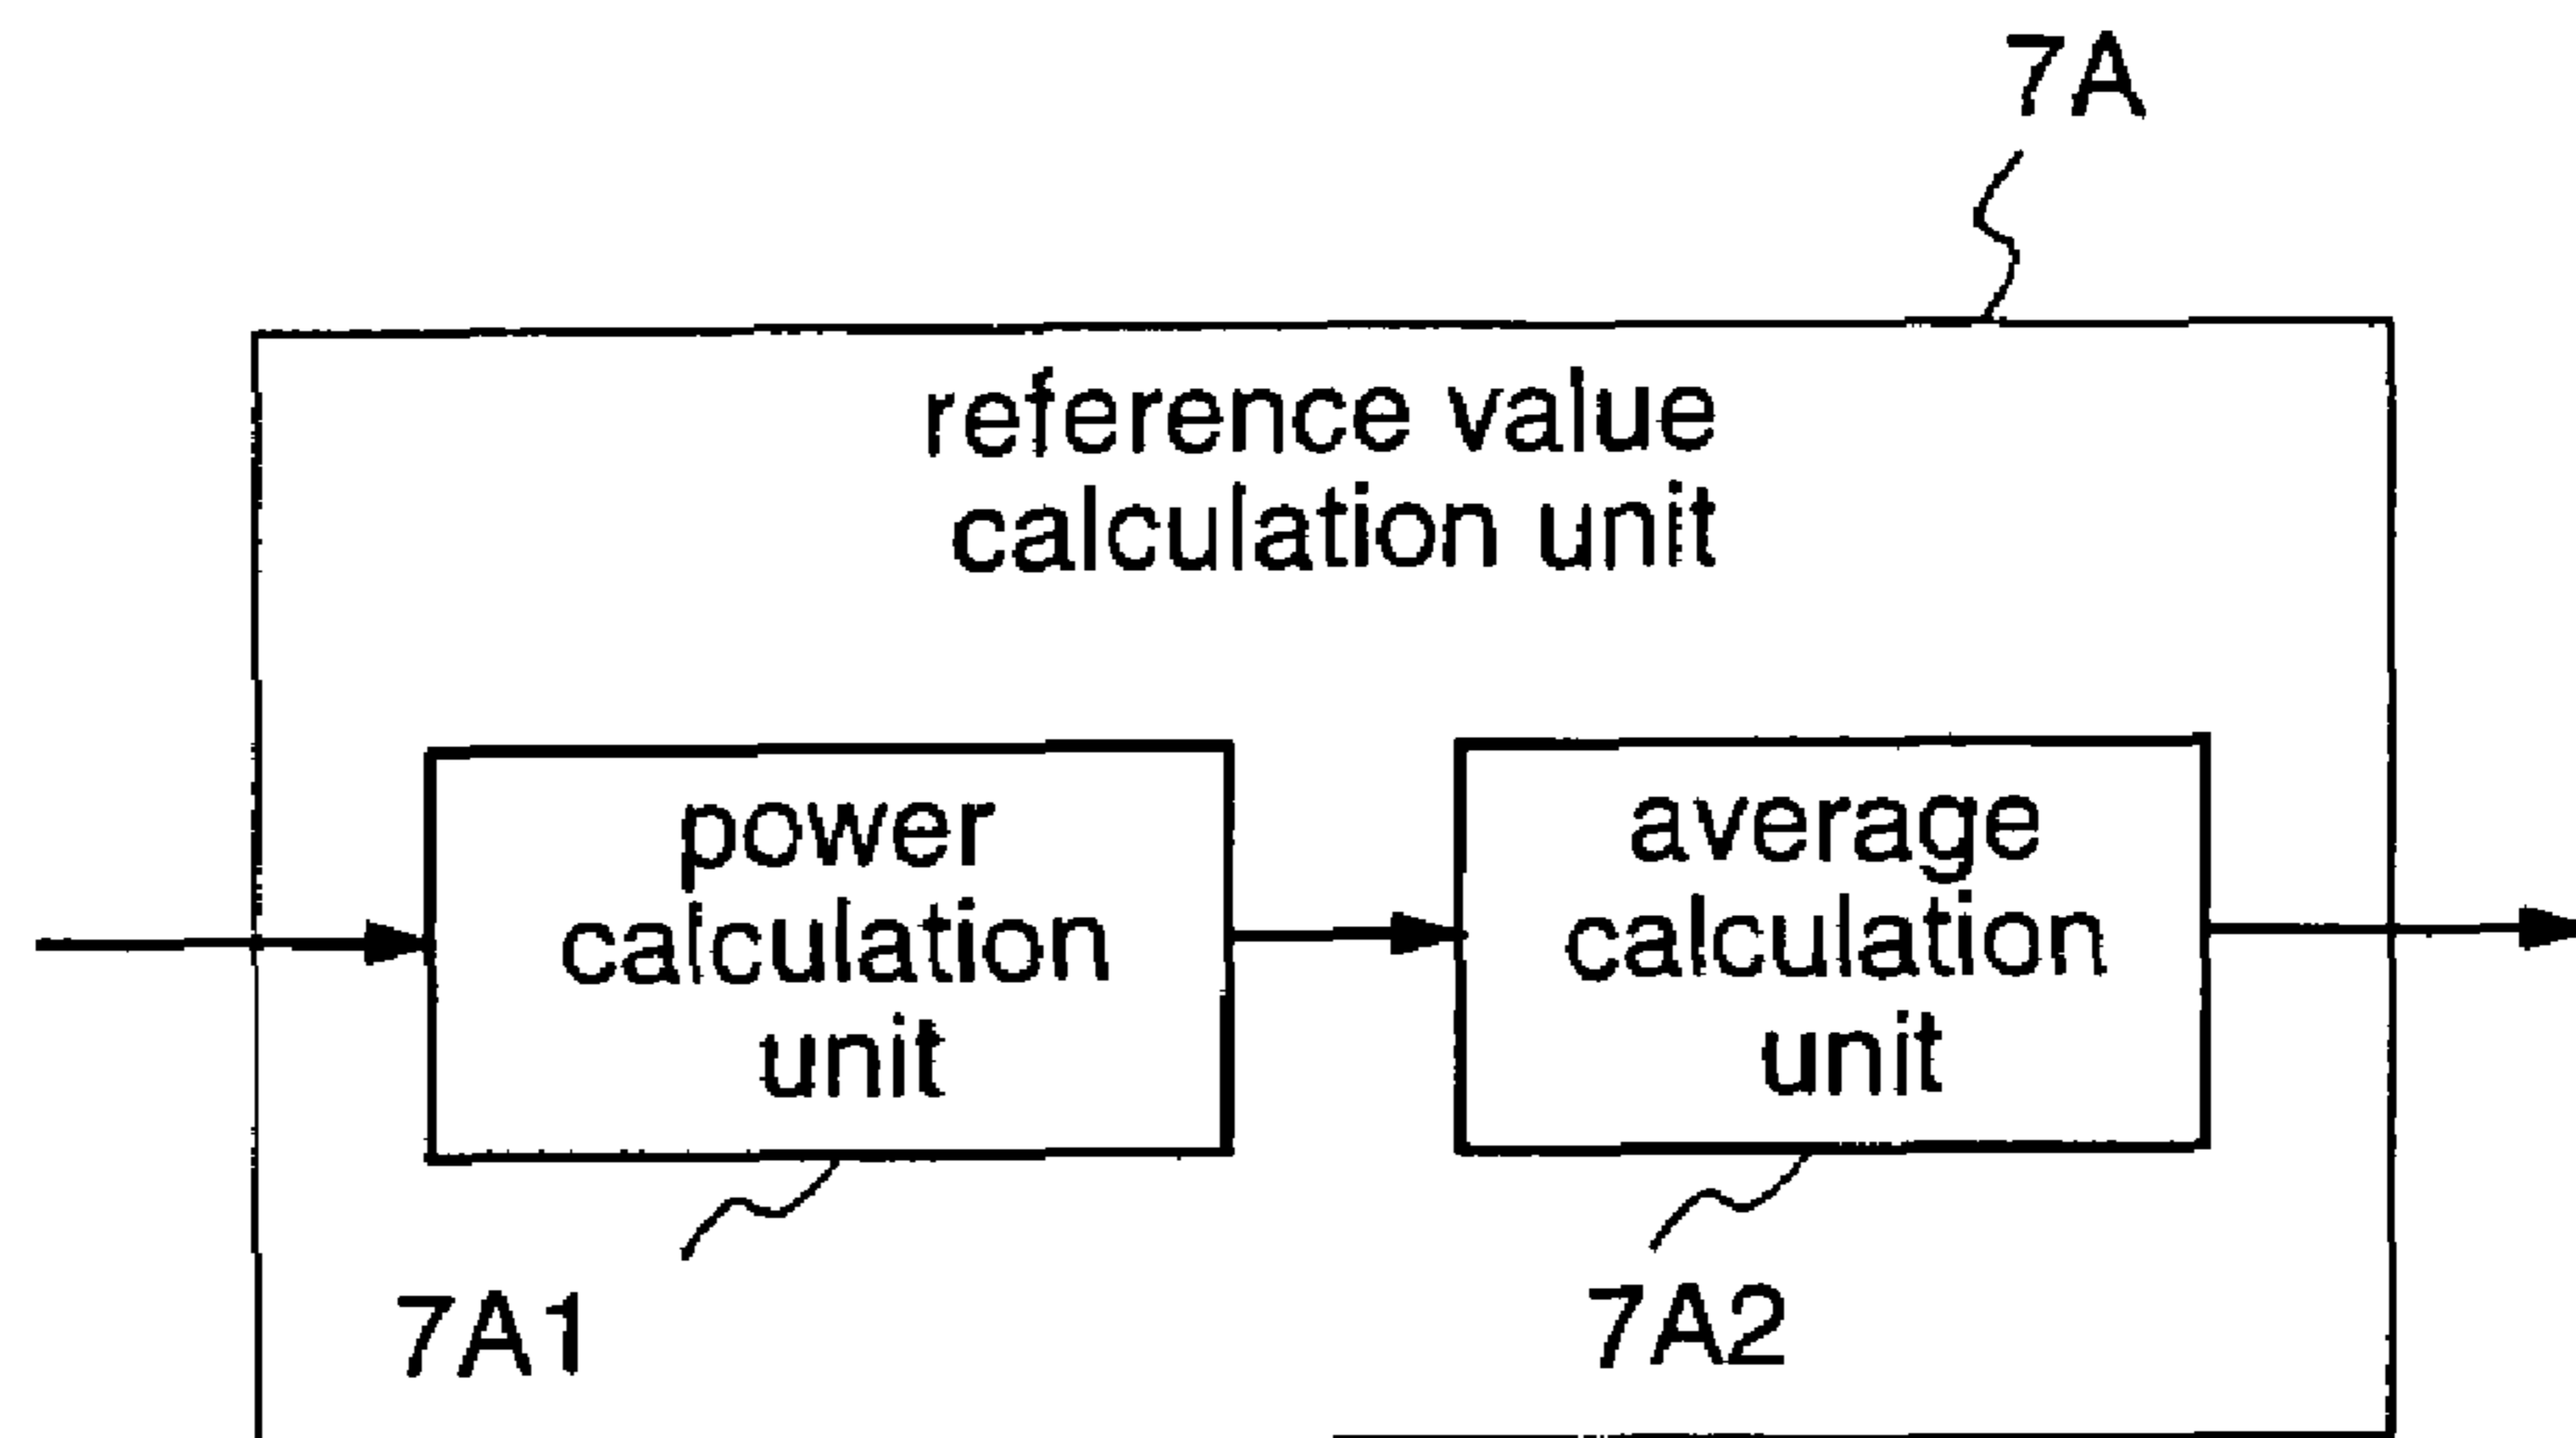 7A
reference value
calculation unit
power
calculation
unit
average
calculation
unit
7A1
7A2